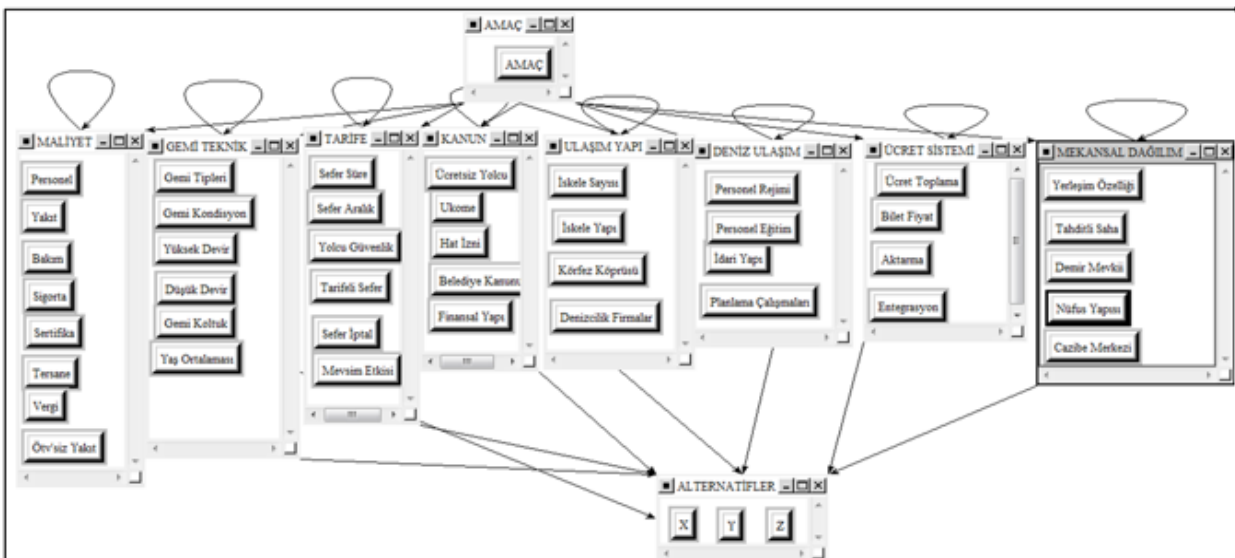 AMAÇ
AMAÇ
MALİYET
Personel
Yakıt
Bakım
Sigorta
Sertifika
Tersane
Vergi
Ötv'siz Yakıt
GEMİ TEKNİK
Gemi Tipleri
Gemi Kondisyon
Yüksek Devir
Düşük Devir
Gemi Koltuk
Yaş Ortalaması
TARİFE
Sefer Süre
Sefer Aralık
Yolcu Güvenlik
Tarifeli Sefer
Sefer İptal
Mevsim Etkisi
KANUN
Ücretsiz Yolcu
Ukome
Hat İzni
Belediye Kanunu
Finansal Yapı
ULAŞIM YAPI
İskele Sayısı
İskele Yapı
Körfez Köprüsü
Denizcilik Firmalar
DENİZ ULAŞIM
Personel Rejimi
Personel Eğitim
İdari Yapı
Planlama Çalışmaları
ÜCRET SİSTEMİ
Ücret Toplama
Bilet Fiyat
Aktarma
Entegrasyon
MEKANSAL DAĞILIM
Yerleşim Özelliği
Tahditli Saha
Demir Mevkii
Nüfus Yapısı
Cazibe Merkezi
ALTERNATİFLER
X Y Z